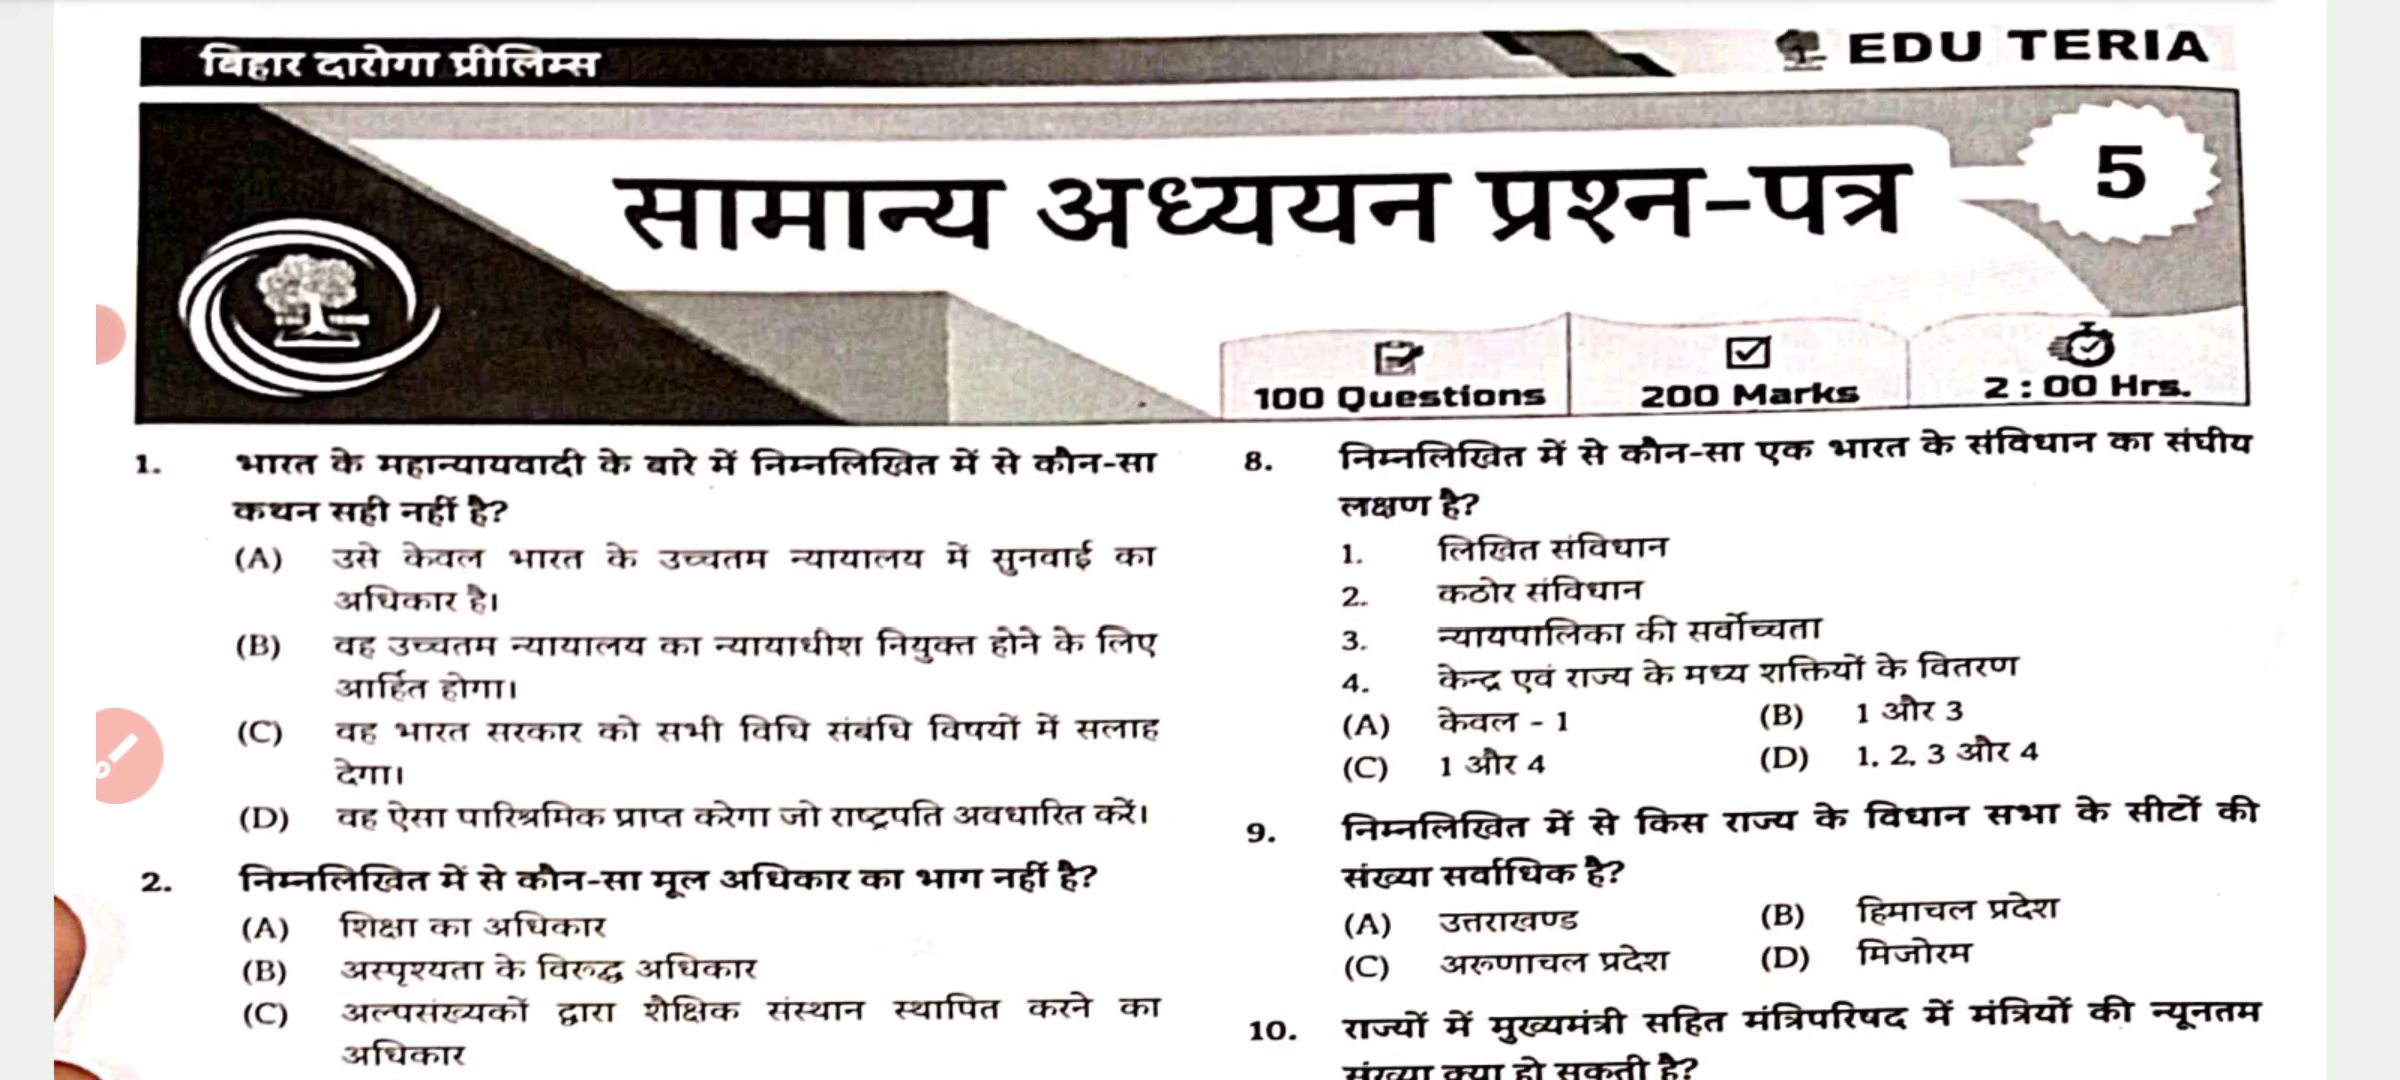 बिहार दारोगा प्रीलिम्स
EDU TERIA
सामान्य अध्ययन प्रश्न-पत्र
5
100 Questions
200 Marks
2 : 00 Hrs.
1. भारत के महान्यायवादी के बारे में निम्नलिखित में से कौन-सा
कथन सही नहीं है?
(A) उसे केवल भारत के उच्चतम न्यायालय में सुनवाई का
अधिकार है।
(B) वह उच्चतम न्यायालय का न्यायाधीश नियुक्त होने के लिए
आर्हित होगा।
(C) वह भारत सरकार को सभी विधि संबंधि विषयों में सलाह
देगा।
(D) वह ऐसा पारिश्रमिक प्राप्त करेगा जो राष्ट्रपति अवधारित करें।
2. निम्नलिखित में से कौन-सा मूल अधिकार का भाग नहीं है?
(A) शिक्षा का अधिकार
(B) अस्पृश्यता के विरुद्ध अधिकार
(C) अल्पसंख्यकों द्वारा शैक्षिक संस्थान स्थापित करने का
अधिकार
8. निम्नलिखित में से कौन-सा एक भारत के संविधान का संघीय
लक्षण है?
1. लिखित संविधान
2. कठोर संविधान
3. न्यायपालिका की सर्वोच्चता
4. केन्द्र एवं राज्य के मध्य शक्तियों के वितरण
(A) केवल - 1 (B) 1 और 3
(C) 1 और 4 (D) 1, 2, 3 और 4
9. निम्नलिखित में से किस राज्य के विधान सभा के सीटों की
संख्या सर्वाधिक है?
(A) उत्तराखण्ड (B) हिमाचल प्रदेश
(C) अरूणाचल प्रदेश (D) मिजोरम
10. राज्यों में मुख्यमंत्री सहित मंत्रिपरिषद में मंत्रियों की न्यूनतम
संख्या क्या हो सकती है?